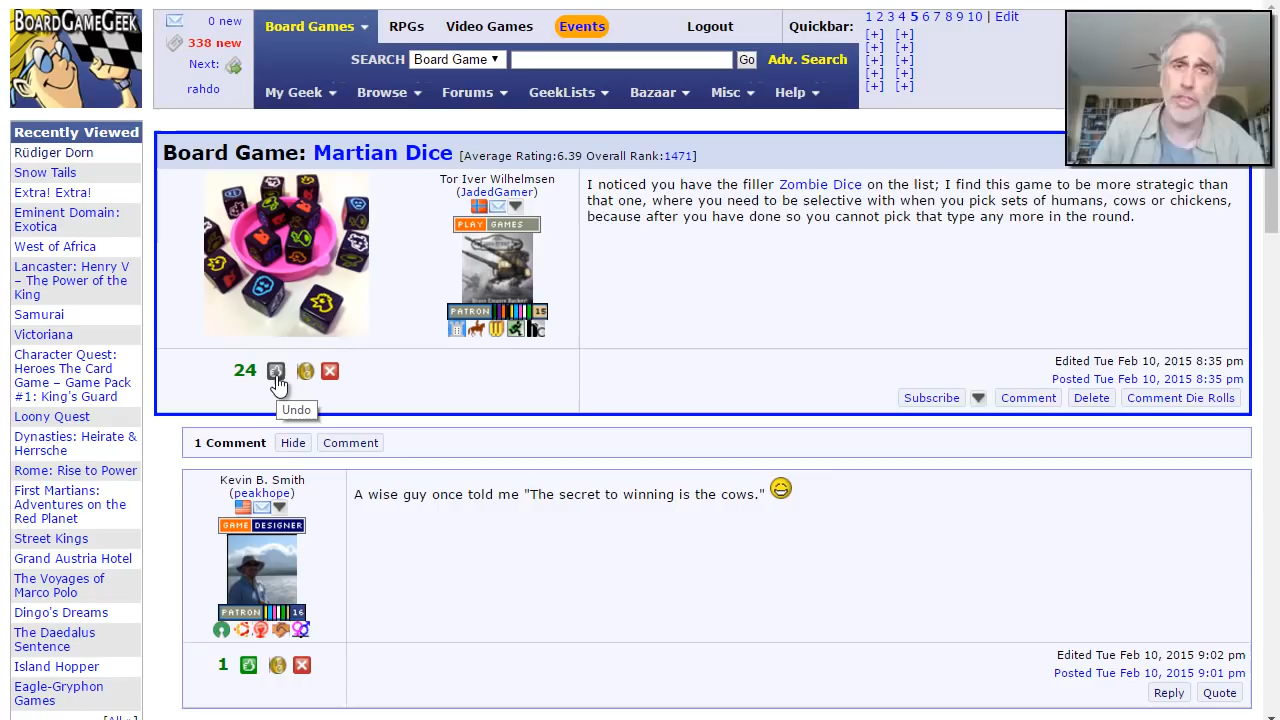 BOARDGAMEGEEK
0 new
338 new
Next:
rahdo
Board Games
RPGs
Video Games
Events
Logout
Quickbar:
1 2 3 4 5 6 7 8 9 10 | Edit
[+] [+]
[+] [+]
[+] [+]
[+] [+]
[+] [+]
SEARCH
Board Game
Go
Adv. Search
My Geek
Browse
Forums
GeekLists
Bazaar
Misc
Help
Recently Viewed
Rüdiger Dorn
Snow Tails
Extra! Extra!
Eminent Domain:
Exotica
West of Africa
Lancaster: Henry V
– The Power of the
King
Samurai
Victoriana
Character Quest:
Heroes The Card
Game – Game Pack
#1: King's Guard
Loony Quest
Dynasties: Heirate &
Herrsche
Rome: Rise to Power
First Martians:
Adventures on the
Red Planet
Street Kings
Grand Austria Hotel
The Voyages of
Marco Polo
Dingo's Dreams
The Daedalus
Sentence
Island Hopper
Eagle-Gryphon
Games
Board Game: Martian Dice [Average Rating:6.39 Overall Rank:1471]
Tor Iver Wilhelmsen
(JadedGamer)
PLAY GAMES
PATRON 15
I noticed you have the filler Zombie Dice on the list; I find this game to be more strategic than
that one, where you need to be selective with when you pick sets of humans, cows or chickens,
because after you have done so you cannot pick that type any more in the round.
24
Undo
Edited Tue Feb 10, 2015 8:35 pm
Posted Tue Feb 10, 2015 8:35 pm
Subscribe
Comment
Delete
Comment Die Rolls
1 Comment
Hide
Comment
Kevin B. Smith
(peakhope)
GAME DESIGNER
PATRON 16
A wise guy once told me "The secret to winning is the cows."
1
Edited Tue Feb 10, 2015 9:02 pm
Posted Tue Feb 10, 2015 9:01 pm
Reply
Quote